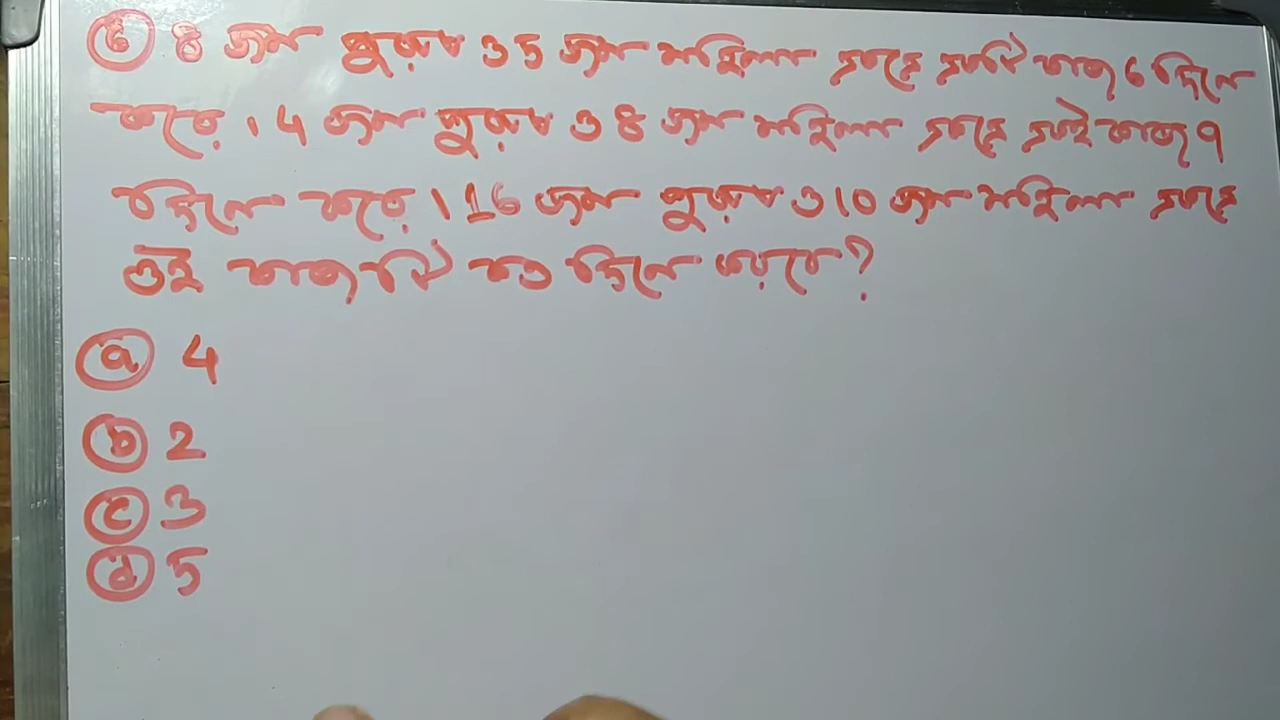 ৬ 8 জন পুরুষ ও 5 জন মহিলা একত্রে একটি কাজ 6 দিনে
করে। 4 জন পুরুষ ও 8 জন মহিলা একত্রে একই কাজ 9
দিনে করে। 16 জন পুরুষ ও 10 জন মহিলা একত্রে
ওই কাজটি কত দিনে করবে?
a 4
b 2
c 3
d 5